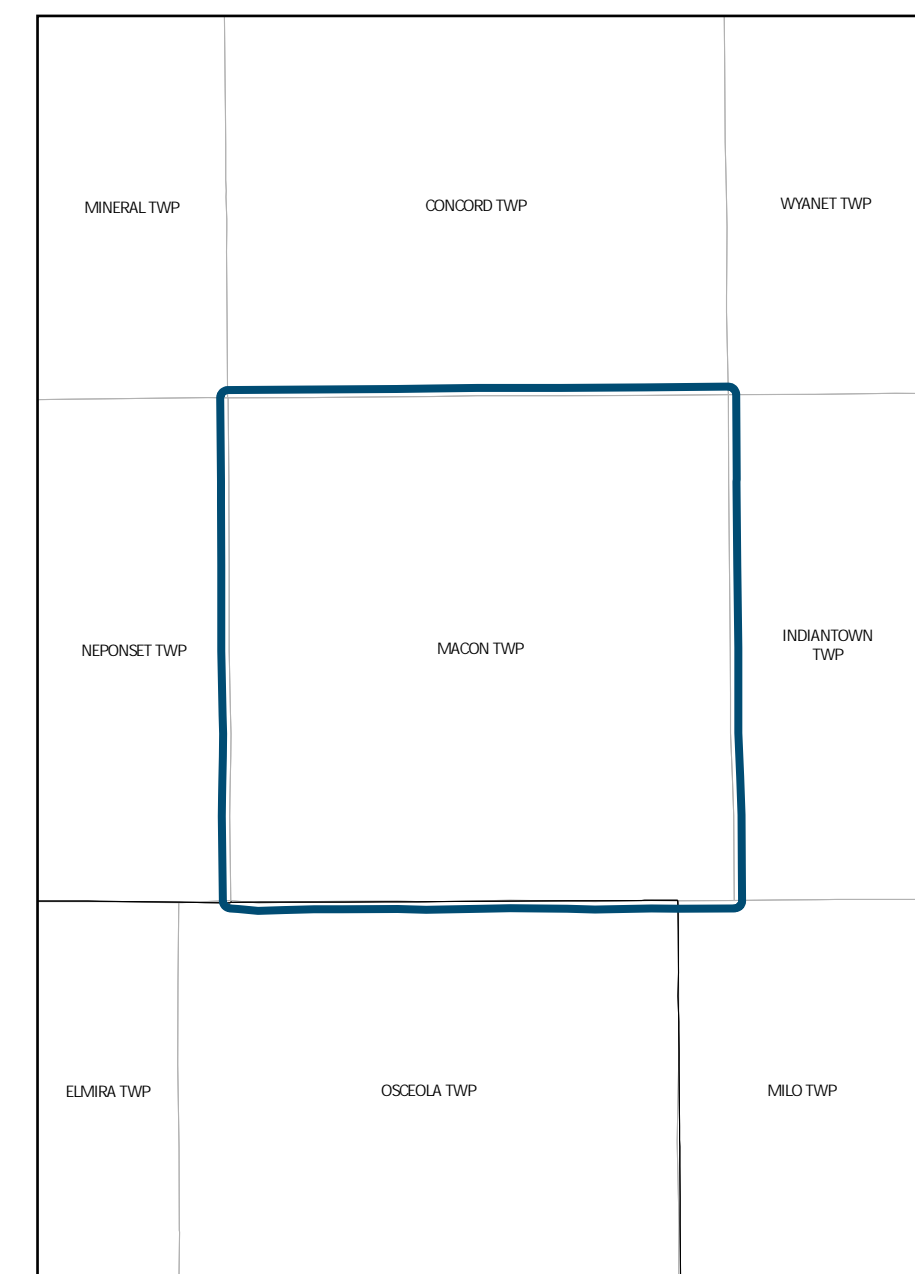 MINERAL TWP
CONCORD TWP
WYANET TWP
NEPONSET TWP
MACON TWP
INDIANTOWN
TWP
ELMIRA TWP
OSCEOLA TWP
MILO TWP